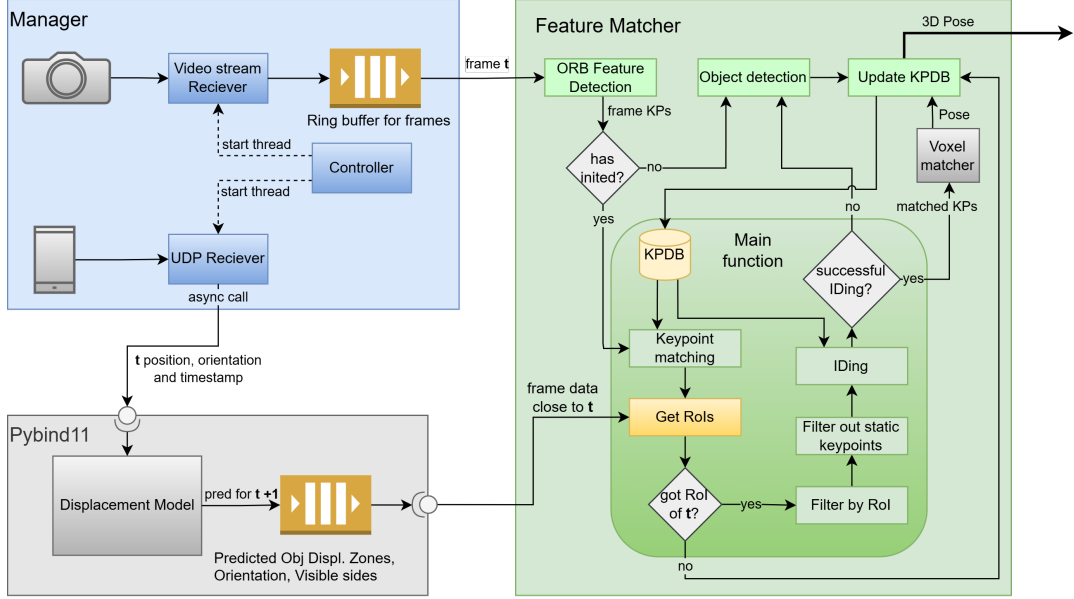 Manager
Video stream
Reciever
Ring buffer for frames
start thread
Controller
start thread
UDP Reciever
async call
t position, orientation
and timestamp
Pybind11
Displacement Model
pred for t +1
Predicted Obj Displ. Zones,
Orientation, Visible sides
frame t
Feature Matcher
3D Pose
ORB Feature
Detection
Object detection
Update KPDB
frame KPs
has
inited?
no
yes
Pose
Voxel
matcher
matched KPs
no
Main
function
KPDB
successful
IDing?
yes
Keypoint
matching
IDing
frame data
close to t
Get RoIs
Filter out static
keypoints
got RoI
of t?
yes
Filter by RoI
no